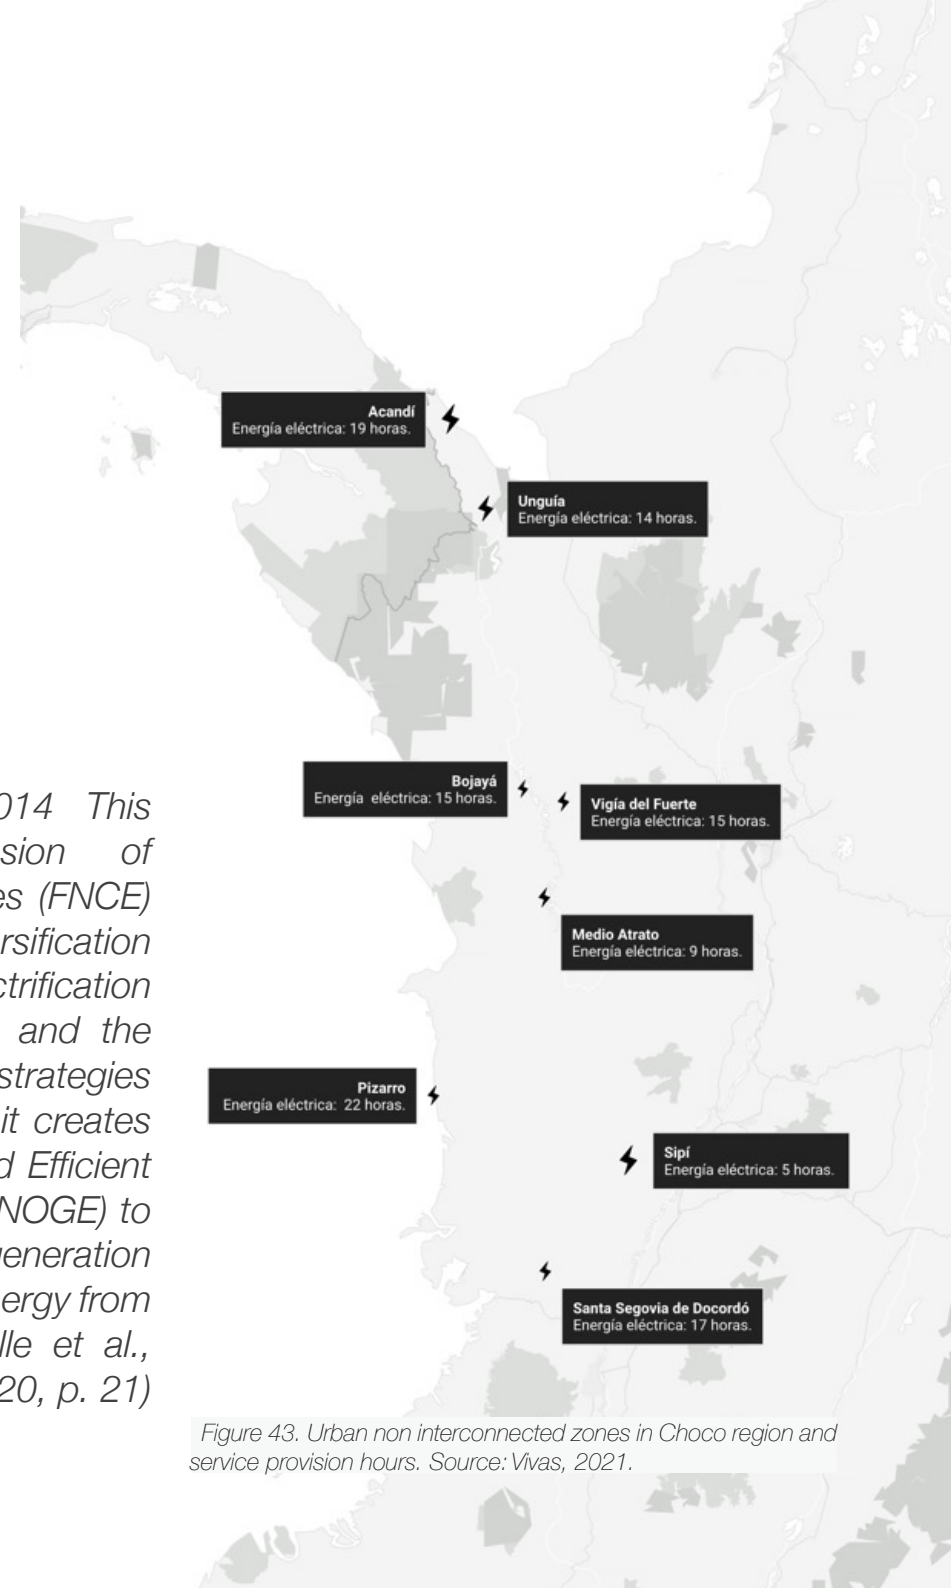 014 This
sion of
es (FNCE)
ersification
ctrification
and the
strategies
it creates
d Efficient
NOGE) to
generation
nergy from
lle et al.,
20, p. 21)
Acandí
Energía eléctrica: 19 horas.
Unguía
Energía eléctrica: 14 horas.
Bojayá
Energía eléctrica: 15 horas.
Vigía del Fuerte
Energía eléctrica: 15 horas.
Medio Atrato
Energía eléctrica: 9 horas.
Pizarro
Energía eléctrica: 22 horas.
Sipí
Energía eléctrica: 5 horas.
Santa Segovia de Docordó
Energía eléctrica: 17 horas.
Figure 43. Urban non interconnected zones in Choco region and
service provision hours. Source: Vivas, 2021.